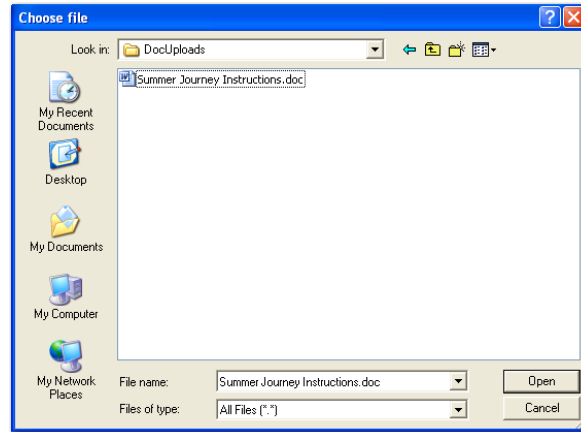 Choose file
Look in:
DocUploads
Summer Journey Instructions.doc
My Recent
Documents
Desktop
My Documents
My Computer
My Network
Places
File name:
Summer Journey Instructions.doc
Open
Files of type:
All Files (*.*)
Cancel